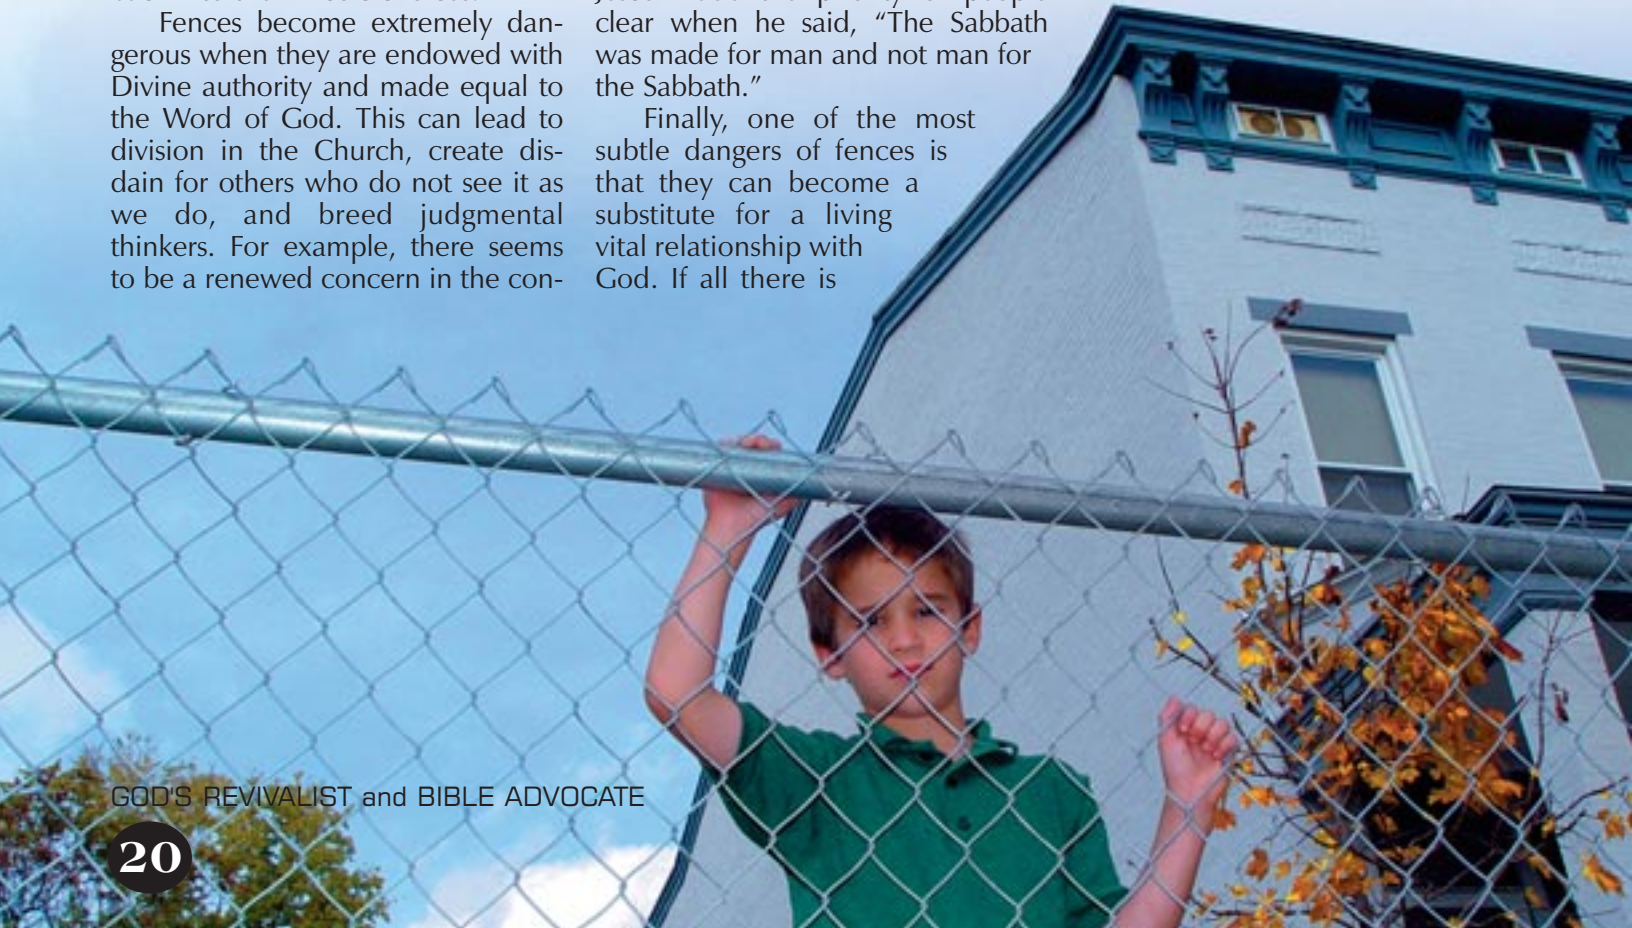 Fences become extremely dan-
gerous when they are endowed with
Divine authority and made equal to
the Word of God. This can lead to
division in the Church, create dis-
dain for others who do not see it as
we do, and breed judgmental
thinkers. For example, there seems
to be a renewed concern in the con-
clear when he said, “The Sabbath
was made for man and not man for
the Sabbath.”
Finally, one of the most
subtle dangers of fences is
that they can become a
substitute for a living
vital relationship with
God. If all there is
GOD'S REVIVALIST and BIBLE ADVOCATE
20